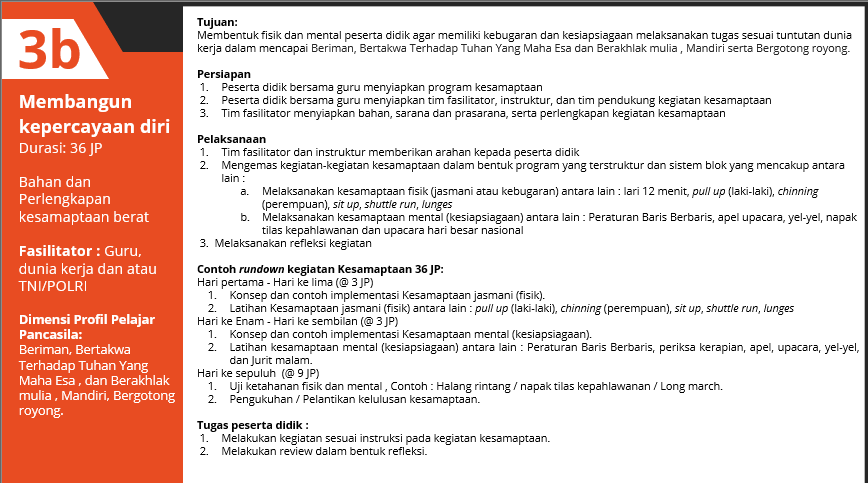 3b
Membangun
kepercayaan diri
Durasi: 36 JP
Bahan dan
Perlengkapan
kesamaptaan berat
Fasilitator : Guru,
dunia kerja dan atau
TNI/POLRI
Dimensi Profil Pelajar
Pancasila:
Beriman, Bertakwa
Terhadap Tuhan Yang
Maha Esa , dan Berakhlak
mulia , Mandiri, Bergotong
royong.
Tujuan:
Membentuk fisik dan mental peserta didik agar memiliki kebugaran dan kesiapsiagaan melaksanakan tugas sesuai tuntutan dunia
kerja dalam mencapai Beriman, Bertakwa Terhadap Tuhan Yang Maha Esa dan Berakhlak mulia , Mandiri serta Bergotong royong.
Persiapan
1. Peserta didik bersama guru menyiapkan program kesamaptaan
2. Peserta didik bersama guru menyiapkan tim fasilitator, instruktur, dan tim pendukung kegiatan kesamaptaan
3. Tim fasilitator menyiapkan bahan, sarana dan prasarana, serta perlengkapan kegiatan kesamaptaan
Pelaksanaan
1. Tim fasilitator dan instruktur memberikan arahan kepada peserta didik
2. Mengemas kegiatan-kegiatan kesamaptaan dalam bentuk program yang terstruktur dan sistem blok yang mencakup antara
lain :
a. Melaksanakan kesamaptaan fisik (jasmani atau kebugaran) antara lain : lari 12 menit, pull up (laki-laki), chinning
(perempuan), sit up, shuttle run, lunges
b. Melaksanakan kesamaptaan mental (kesiapsiagaan) antara lain : Peraturan Baris Berbaris, apel upacara, yel-yel, napak
tilas kepahlawanan dan upacara hari besar nasional
3. Melaksanakan refleksi kegiatan
Contoh rundown kegiatan Kesamaptaan 36 JP:
Hari pertama - Hari ke lima (@ 3 JP)
1. Konsep dan contoh implementasi Kesamaptaan jasmani (fisik).
2. Latihan Kesamaptaan jasmani (fisik) antara lain : pull up (laki-laki), chinning (perempuan), sit up, shuttle run, lunges
Hari ke Enam - Hari ke sembilan (@ 3 JP)
1. Konsep dan contoh implementasi Kesamaptaan mental (kesiapsiagaan).
2. Latihan kesamaptaan mental (kesiapsiagaan) antara lain : Peraturan Baris Berbaris, periksa kerapian, apel, upacara, yel-yel,
dan Jurit malam.
Hari ke sepuluh (@ 9 JP)
1. Uji ketahanan fisik dan mental , Contoh : Halang rintang / napak tilas kepahlawanan / Long march.
2. Pengukuhan / Pelantikan kelulusan kesamaptaan.
Tugas peserta didik :
1. Melakukan kegiatan sesuai instruksi pada kegiatan kesamaptaan.
2. Melakukan review dalam bentuk refleksi.